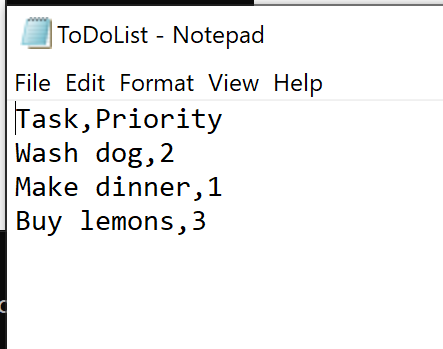 ToDoList - Notepad
File Edit Format View Help
Task,Priority
Wash dog,2
Make dinner,1
Buy lemons,3